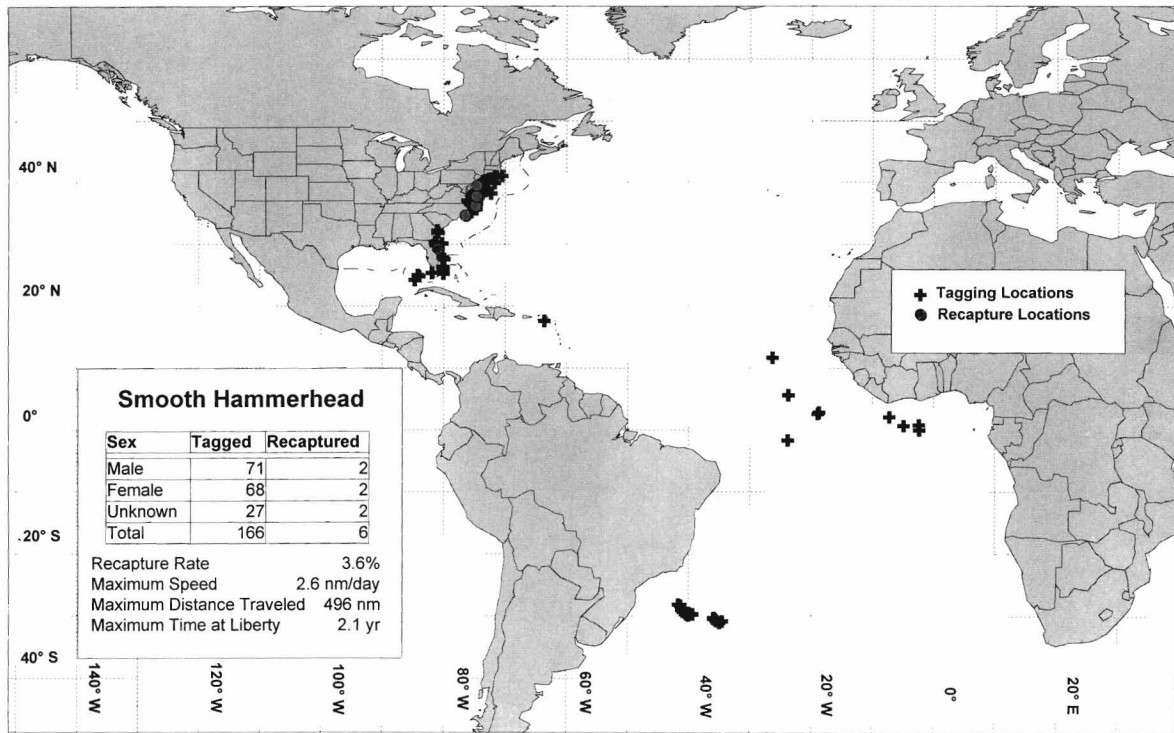 40° N
20° N
0°
20° S
40° S
Tagging Locations
Recapture Locations
Smooth Hammerhead
Sex Tagged Recaptured
Male 71 2
Female 68 2
Unknown 27 2
Total 166 6
Recapture Rate 3.6%
Maximum Speed 2.6 nm/day
Maximum Distance Traveled 496 nm
Maximum Time at Liberty 2.1 yr
140° W
120° W
100° W
80° W
60° W
40° W
20° W
0°
20° E